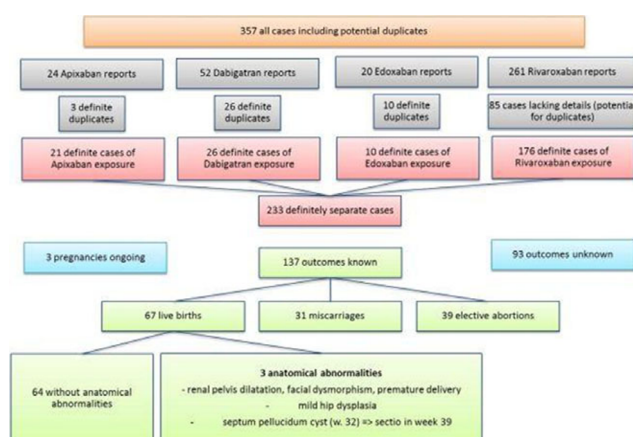 357 all cases including potential duplicates
24 Apixaban reports
52 Dabigatran reports
20 Edoxaban reports
261 Rivaroxaban reports
3 definite
duplicates
26 definite
duplicates
10 definite
duplicates
85 cases lacking details (potential
for duplicates)
21 definite cases of
Apixaban exposure
26 definite cases of
Dabigatran exposure
10 definite cases of
Edoxaban exposure
176 definite cases of
Rivaroxaban exposure
233 definitely separate cases
3 pregnancies ongoing
137 outcomes known
93 outcomes unknown
67 live births
31 miscarriages
39 elective abortions
64 without anatomical
abnormalities
3 anatomical abnormalities
- renal pelvis dilatation, facial dysmorphism, premature delivery
- mild hip dysplasia
- septum pellucidum cyst (w. 32) => sectio in week 39